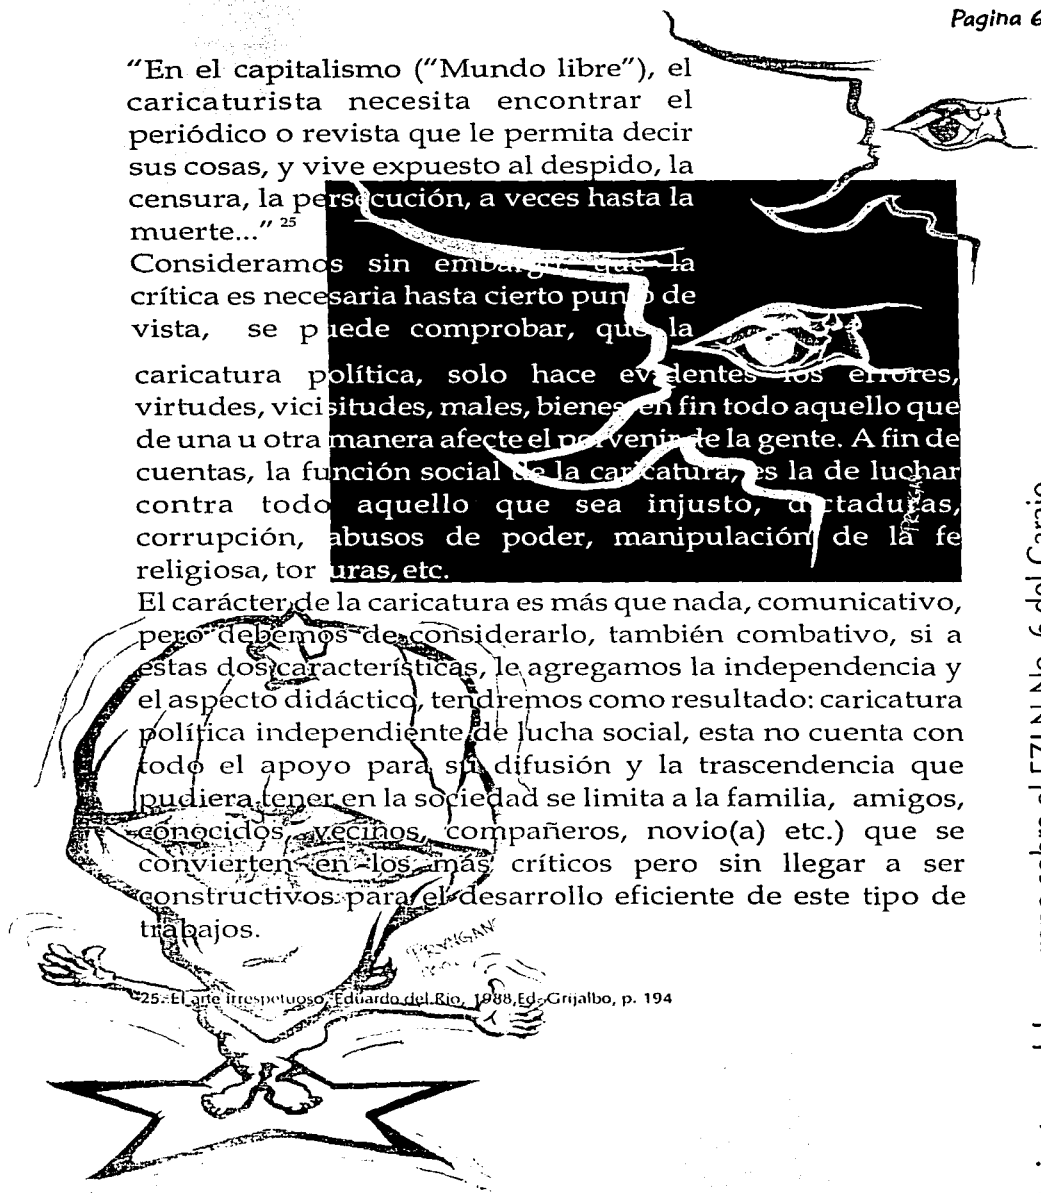 Pagina 6
“En el capitalismo (“Mundo libre”), el
caricaturista necesita encontrar el
periódico o revista que le permita decir
sus cosas, y vive expuesto al despido, la
censura, la persecución, a veces hasta la
muerte...” 25
Consideramos sin embargo, que la
crítica es necesaria hasta cierto punto de
vista, se puede comprobar, que la
caricatura política, solo hace evidentes los errores,
virtudes, vicisitudes, males, bienes, en fin todo aquello que
de una u otra manera afecte el porvenir de la gente. A fin de
cuentas, la función social de la caricatura, es la de luchar
contra todo aquello que sea injusto, dictaduras,
corrupción, abusos de poder, manipulación de la fe
religiosa, torturas, etc.
El carácter de la caricatura es más que nada, comunicativo,
pero debemos de considerarlo, también combativo, si a
estas dos características, le agregamos la independencia y
el aspecto didáctico, tendremos como resultado: caricatura
política independiente de lucha social, esta no cuenta con
todo el apoyo para su difusión y la trascendencia que
pudiera tener en la sociedad se limita a la familia, amigos,
conocidos, vecinos, compañeros, novio(a) etc.) que se
convierten en los más críticos pero sin llegar a ser
constructivos para el desarrollo eficiente de este tipo de
trabajos.
25. El arte irrespetuoso, Eduardo del Río, 1988, Ed. Grijalbo, p. 194
sobre el EZLN No. 6 del Carajo